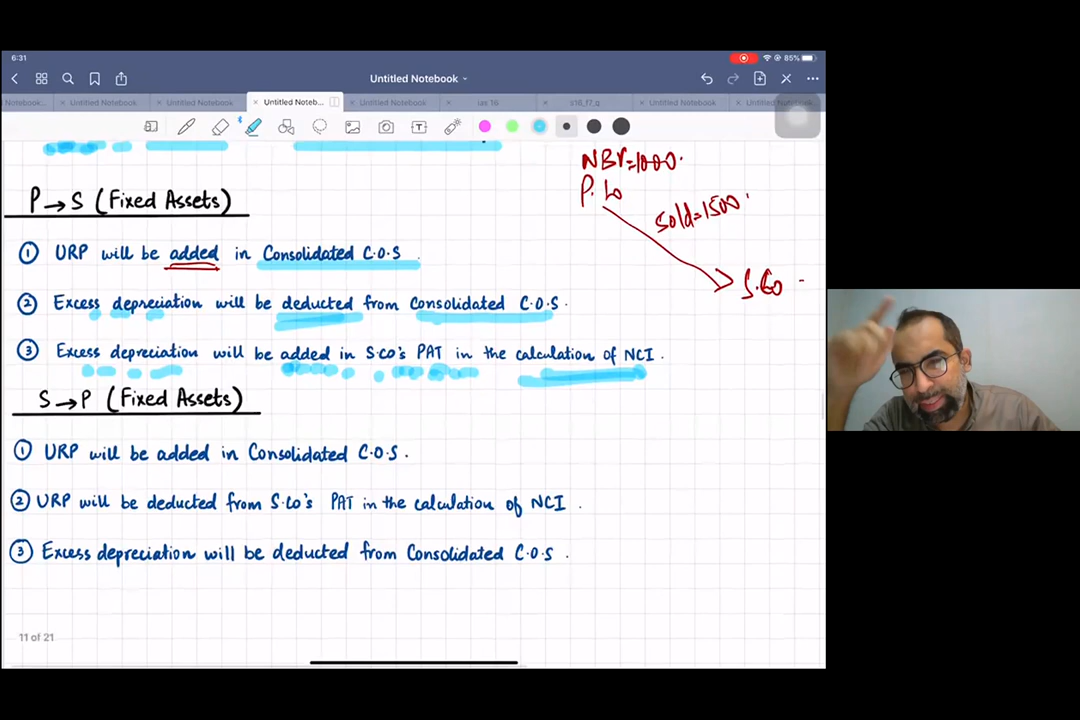 6:31
85%
Untitled Notebook
Notebook...
Untitled Notebook
Untitled Notebook
Untitled Noteb...
Untitled Notebook
ias 16
s16_f7_q
Untitled Notebook
Untitled Notebook
NBV=1000.
P.Co
Sold=1500.
S.Co
P→S (Fixed Assets)
① URP will be added in Consolidated C.O.S
② Excess depreciation will be deducted from Consolidated C.O.S.
③ Excess depreciation will be added in S.Co's PAT in the calculation of NCI.
S→P (Fixed Assets)
① URP will be added in Consolidated C.O.S.
② URP will be deducted from S.Co's PAT in the calculation of NCI.
③ Excess depreciation will be deducted from Consolidated C.O.S.
11 of 21